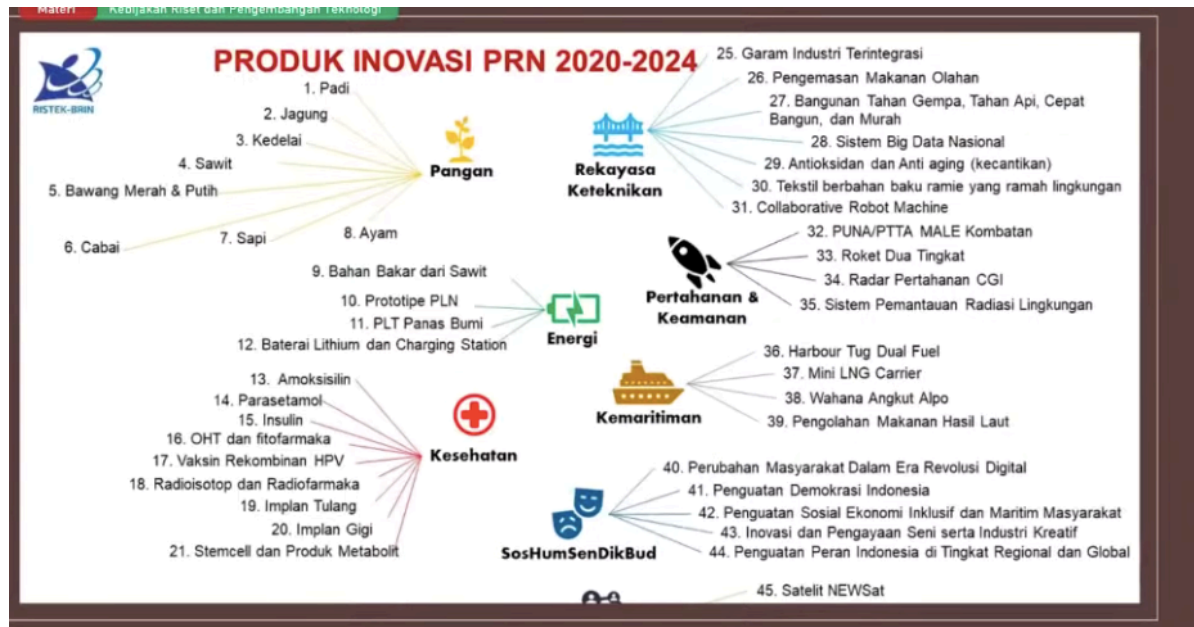 Materi
Kebijakan Riset dan Pengembangan Teknologi
RISTEK-BRIN
PRODUK INOVASI PRN 2020-2024
1. Padi
2. Jagung
3. Kedelai
4. Sawit
5. Bawang Merah & Putih
6. Cabai
7. Sapi
8. Ayam
Pangan
9. Bahan Bakar dari Sawit
10. Prototipe PLN
11. PLT Panas Bumi
12. Baterai Lithium dan Charging Station
Energi
13. Amoksisilin
14. Parasetamol
15. Insulin
16. OHT dan fitofarmaka
17. Vaksin Rekombinan HPV
18. Radioisotop dan Radiofarmaka
19. Implan Tulang
20. Implan Gigi
21. Stemcell dan Produk Metabolit
Kesehatan
25. Garam Industri Terintegrasi
26. Pengemasan Makanan Olahan
27. Bangunan Tahan Gempa, Tahan Api, Cepat
Bangun, dan Murah
28. Sistem Big Data Nasional
29. Antioksidan dan Anti aging (kecantikan)
30. Tekstil berbahan baku ramie yang ramah lingkungan
31. Collaborative Robot Machine
Rekayasa
Keteknikan
32. PUNA/PTTA MALE Kombatan
33. Roket Dua Tingkat
34. Radar Pertahanan CGI
35. Sistem Pemantauan Radiasi Lingkungan
Pertahanan &
Keamanan
36. Harbour Tug Dual Fuel
37. Mini LNG Carrier
38. Wahana Angkut Alpo
39. Pengolahan Makanan Hasil Laut
Kemaritiman
40. Perubahan Masyarakat Dalam Era Revolusi Digital
41. Penguatan Demokrasi Indonesia
42. Penguatan Sosial Ekonomi Inklusif dan Maritim Masyarakat
43. Inovasi dan Pengayaan Seni serta Industri Kreatif
44. Penguatan Peran Indonesia di Tingkat Regional dan Global
SosHumSenDikBud
45. Satelit NEWSat